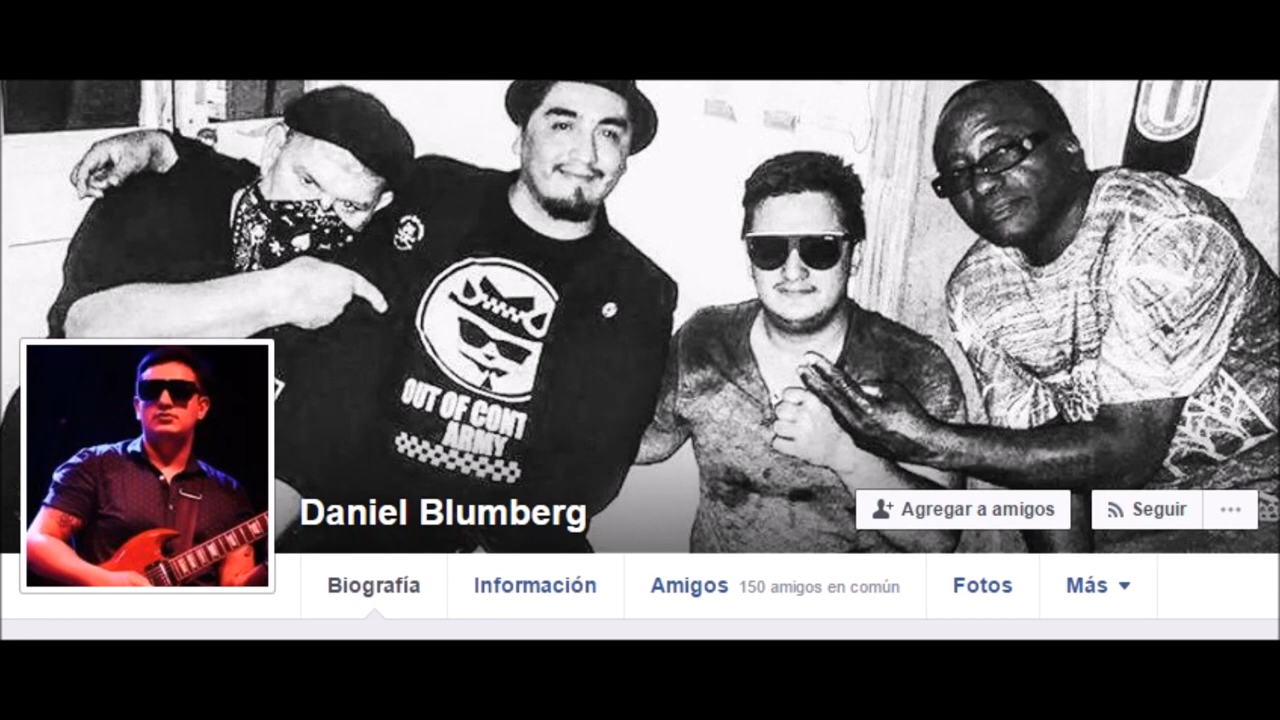 OUT OF CONT
ARMY
Daniel Blumberg
Agregar a amigos
Seguir
Biografía
Información
Amigos 150 amigos en común
Fotos
Más